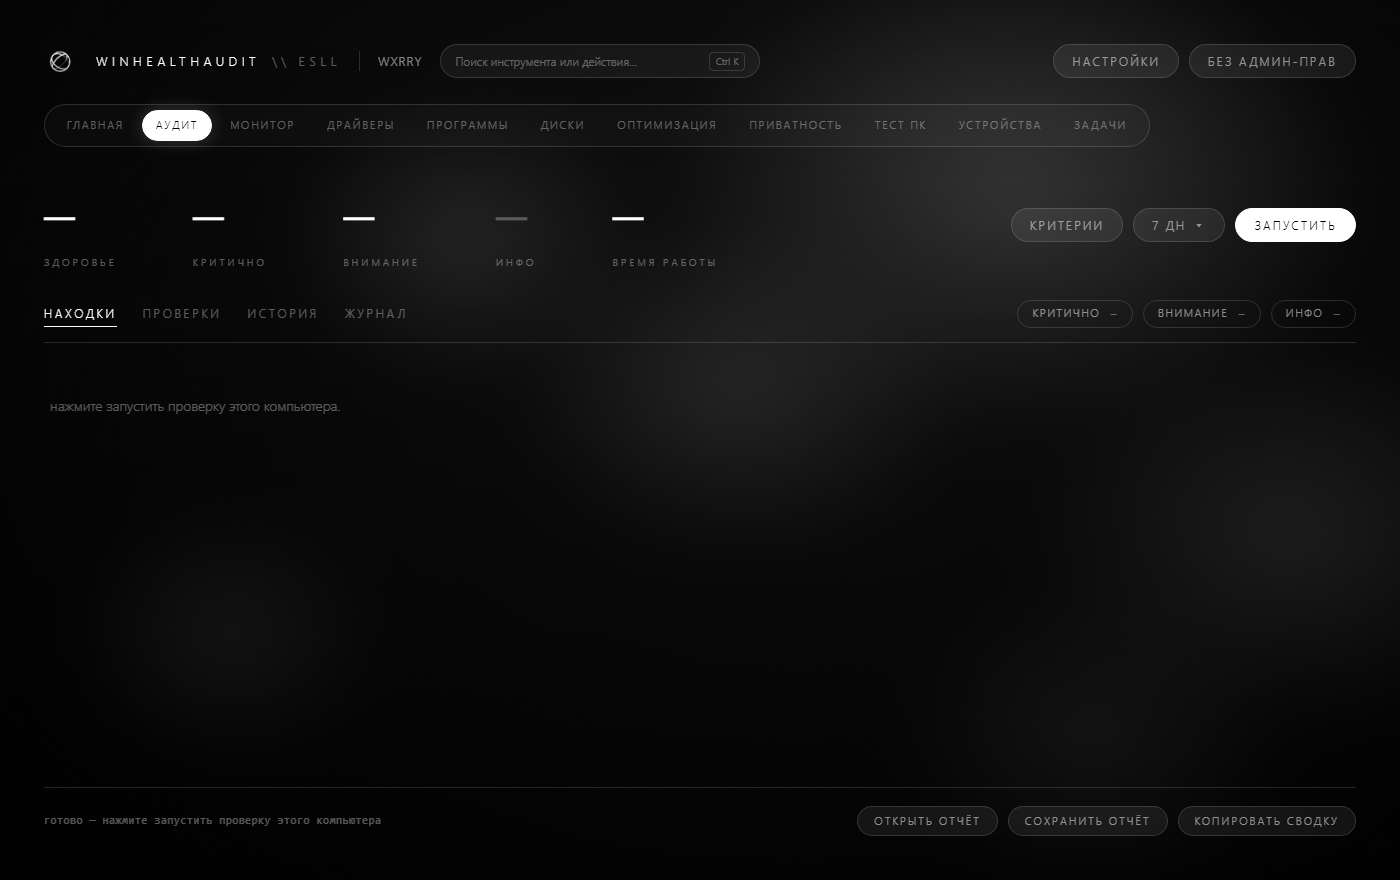 WINHEALTHAUDIT \\ ESLL WXRRY Поиск инструмента или действия... Ctrl K НАСТРОЙКИ БЕЗ АДМИН-ПРАВ
ГЛАВНАЯ АУДИТ МОНИТОР ДРАЙВЕРЫ ПРОГРАММЫ ДИСКИ ОПТИМИЗАЦИЯ ПРИВАТНОСТЬ ТЕСТ ПК УСТРОЙСТВА ЗАДАЧИ
— — — — —
КРИТЕРИИ 7 ДН ЗАПУСТИТЬ
ЗДОРОВЬЕ КРИТИЧНО ВНИМАНИЕ ИНФО ВРЕМЯ РАБОТЫ
НАХОДКИ ПРОВЕРКИ ИСТОРИЯ ЖУРНАЛ КРИТИЧНО — ВНИМАНИЕ — ИНФО —
нажмите запустить проверку этого компьютера.
готово — нажмите запустить проверку этого компьютера ОТКРЫТЬ ОТЧЁТ СОХРАНИТЬ ОТЧЁТ КОПИРОВАТЬ СВОДКУ